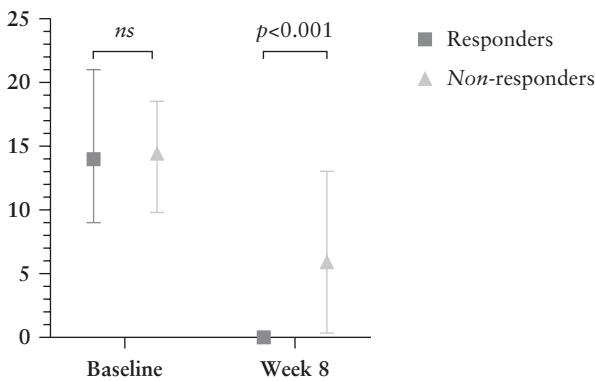 25
20
15
10
5
0
ns
p<0.001
Baseline
Week 8
Responders
Non-responders